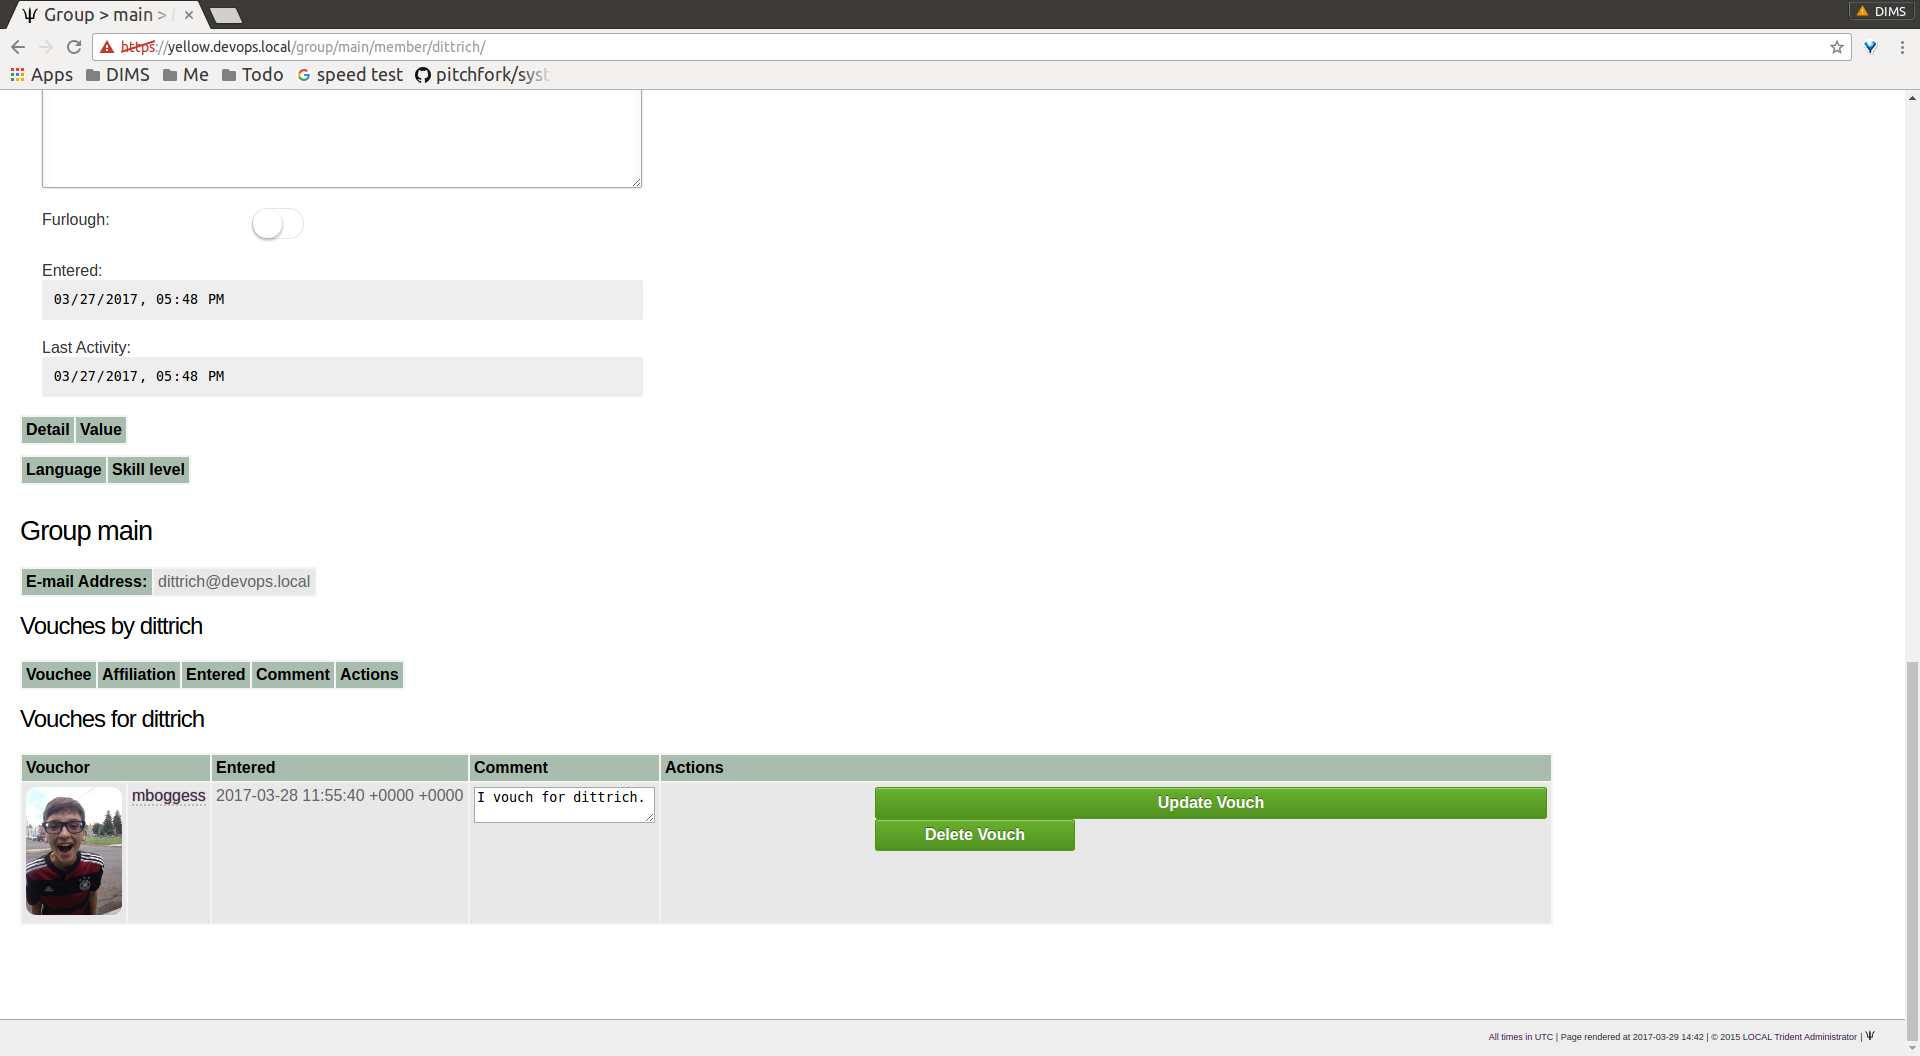 Group > main >
DIMS
https://yellow.devops.local/group/main/member/dittrich/
Apps DIMS Me Todo speed test pitchfork/syst
Furlough:
Entered:
03/27/2017, 05:48 PM
Last Activity:
03/27/2017, 05:48 PM
Detail Value
Language Skill level
Group main
E-mail Address: dittrich@devops.local
Vouches by dittrich
Vouchee Affiliation Entered Comment Actions
Vouches for dittrich
Vouchor Entered Comment Actions
mboggess 2017-03-28 11:55:40 +0000 +0000 I vouch for dittrich. Update Vouch
Delete Vouch
All times in UTC | Page rendered at 2017-03-29 14:42 | © 2015 LOCAL Trident Administrator |